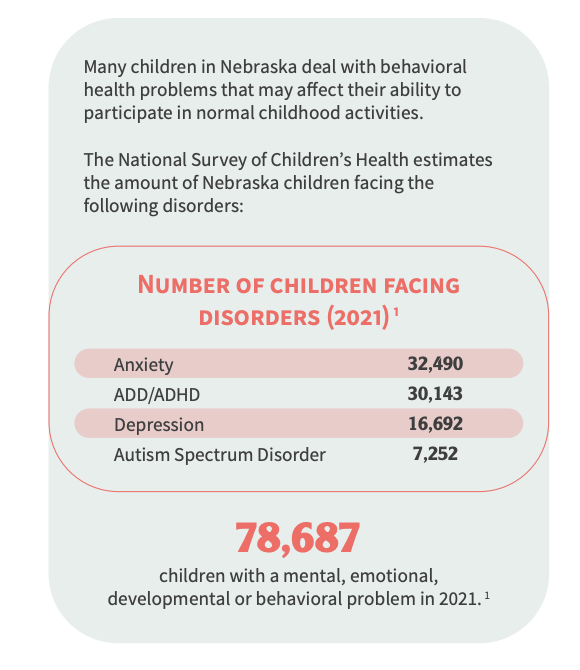 Many children in Nebraska deal with behavioral
health problems that may affect their ability to
participate in normal childhood activities.
The National Survey of Children’s Health estimates
the amount of Nebraska children facing the
following disorders:
Number of children facing
disorders (2021) 1
Anxiety 32,490
ADD/ADHD 30,143
Depression 16,692
Autism Spectrum Disorder 7,252
78,687
children with a mental, emotional,
developmental or behavioral problem in 2021. 1